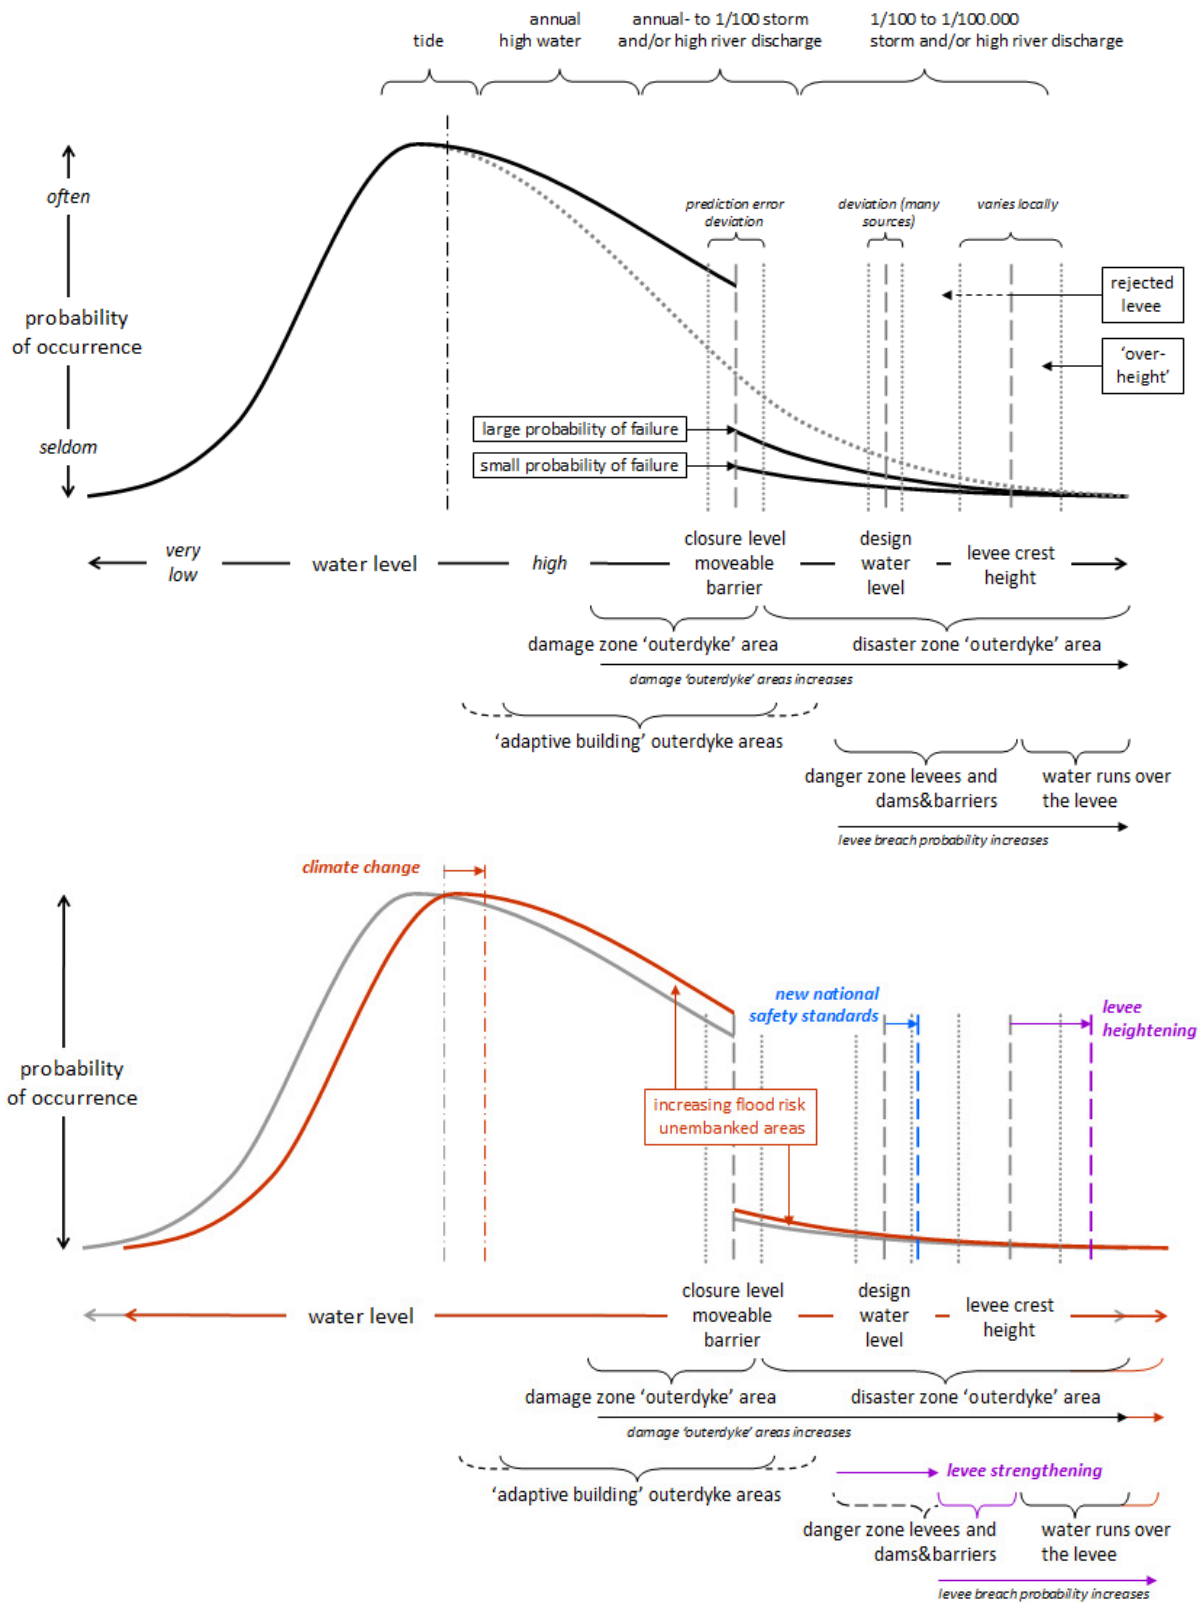 tide
annual
high water
annual- to 1/100 storm
and/or high river discharge
1/100 to 1/100.000
storm and/or high river discharge
often
probability
of occurrence
seldom
prediction error
deviation
deviation (many
sources)
varies locally
rejected
levee
'over-
height'
large probability of failure
small probability of failure
very
low
water level
high
closure level
moveable
barrier
design
water
level
levee crest
height
damage zone 'outerdyke' area
disaster zone 'outerdyke' area
damage 'outerdyke' areas increases
'adaptive building' outerdyke areas
danger zone levees and
dams&barriers
water runs over
the levee
levee breach probability increases
climate change
probability
of occurrence
new national
safety standards
levee
heightening
increasing flood risk
unembanked areas
water level
closure level
moveable
barrier
design
water
level
levee crest
height
damage zone 'outerdyke' area
disaster zone 'outerdyke' area
damage 'outerdyke' areas increases
'adaptive building' outerdyke areas
levee strengthening
danger zone levees and
dams&barriers
water runs over
the levee
levee breach probability increases